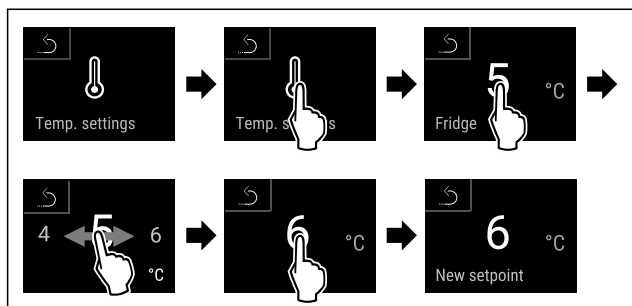 Temp. settings
Temp. s s
5 °C
Fridge
4 5 6
°C
6 °C
6 °C
New setpoint